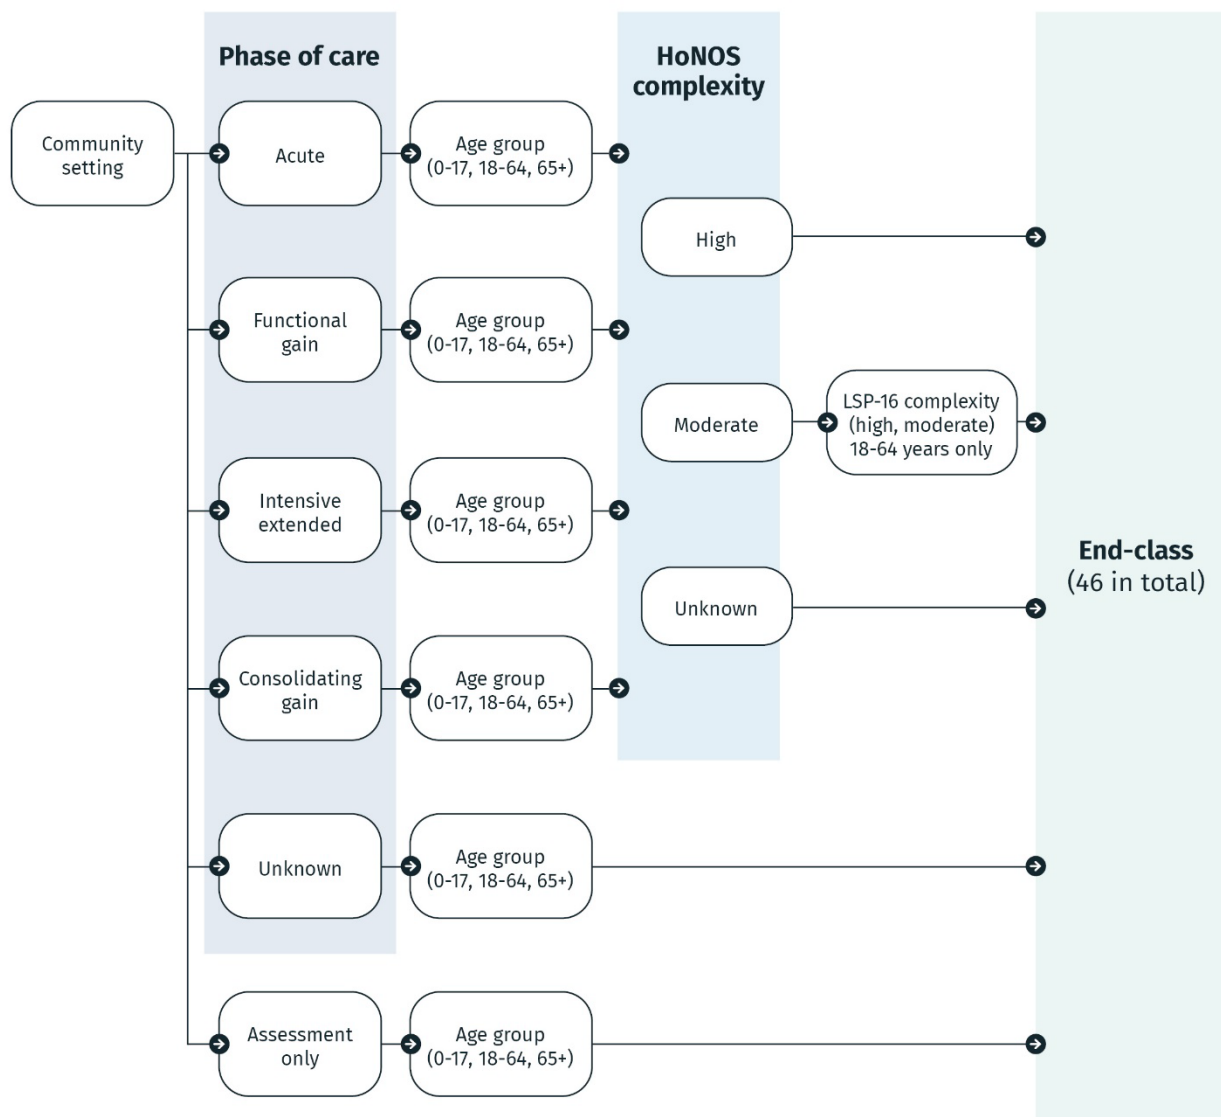 Phase of care
HoNOS
complexity
Community
setting
Acute
Age group
(0-17, 18-64, 65+)
High
Functional
gain
Age group
(0-17, 18-64, 65+)
Moderate
LSP-16 complexity
(high, moderate)
18-64 years only
Intensive
extended
Age group
(0-17, 18-64, 65+)
End-class
(46 in total)
Unknown
Consolidating
gain
Age group
(0-17, 18-64, 65+)
Unknown
Age group
(0-17, 18-64, 65+)
Assessment
only
Age group
(0-17, 18-64, 65+)